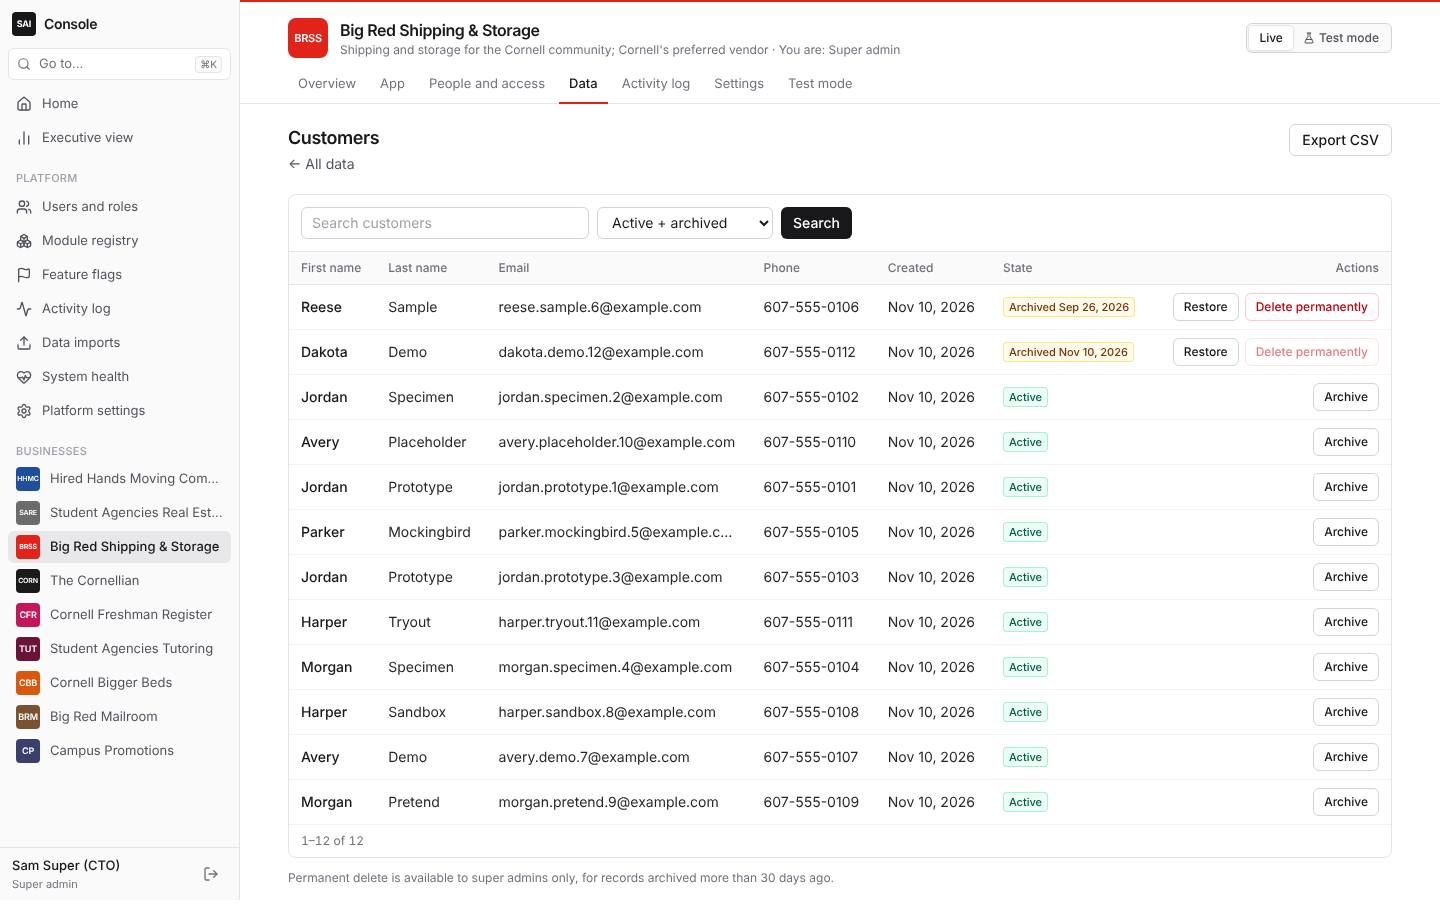 SAI Console
Go to... ⌘K
Home
Executive view
PLATFORM
Users and roles
Module registry
Feature flags
Activity log
Data imports
System health
Platform settings
BUSINESSES
HHMC Hired Hands Moving Com...
SARE Student Agencies Real Est...
BRSS Big Red Shipping & Storage
CORN The Cornellian
CFR Cornell Freshman Register
TUT Student Agencies Tutoring
CBB Cornell Bigger Beds
BRM Big Red Mailroom
CP Campus Promotions
Sam Super (CTO)
Super admin
BRSS Big Red Shipping & Storage
Shipping and storage for the Cornell community; Cornell's preferred vendor · You are: Super admin
Live Test mode
Overview App People and access Data Activity log Settings Test mode
Customers
← All data
Export CSV
Search customers Active + archived Search
First name Last name Email Phone Created State Actions
Reese Sample reese.sample.6@example.com 607-555-0106 Nov 10, 2026 Archived Sep 26, 2026 Restore Delete permanently
Dakota Demo dakota.demo.12@example.com 607-555-0112 Nov 10, 2026 Archived Nov 10, 2026 Restore Delete permanently
Jordan Specimen jordan.specimen.2@example.com 607-555-0102 Nov 10, 2026 Active Archive
Avery Placeholder avery.placeholder.10@example.com 607-555-0110 Nov 10, 2026 Active Archive
Jordan Prototype jordan.prototype.1@example.com 607-555-0101 Nov 10, 2026 Active Archive
Parker Mockingbird parker.mockingbird.5@example.c... 607-555-0105 Nov 10, 2026 Active Archive
Jordan Prototype jordan.prototype.3@example.com 607-555-0103 Nov 10, 2026 Active Archive
Harper Tryout harper.tryout.11@example.com 607-555-0111 Nov 10, 2026 Active Archive
Morgan Specimen morgan.specimen.4@example.com 607-555-0104 Nov 10, 2026 Active Archive
Harper Sandbox harper.sandbox.8@example.com 607-555-0108 Nov 10, 2026 Active Archive
Avery Demo avery.demo.7@example.com 607-555-0107 Nov 10, 2026 Active Archive
Morgan Pretend morgan.pretend.9@example.com 607-555-0109 Nov 10, 2026 Active Archive
1–12 of 12
Permanent delete is available to super admins only, for records archived more than 30 days ago.